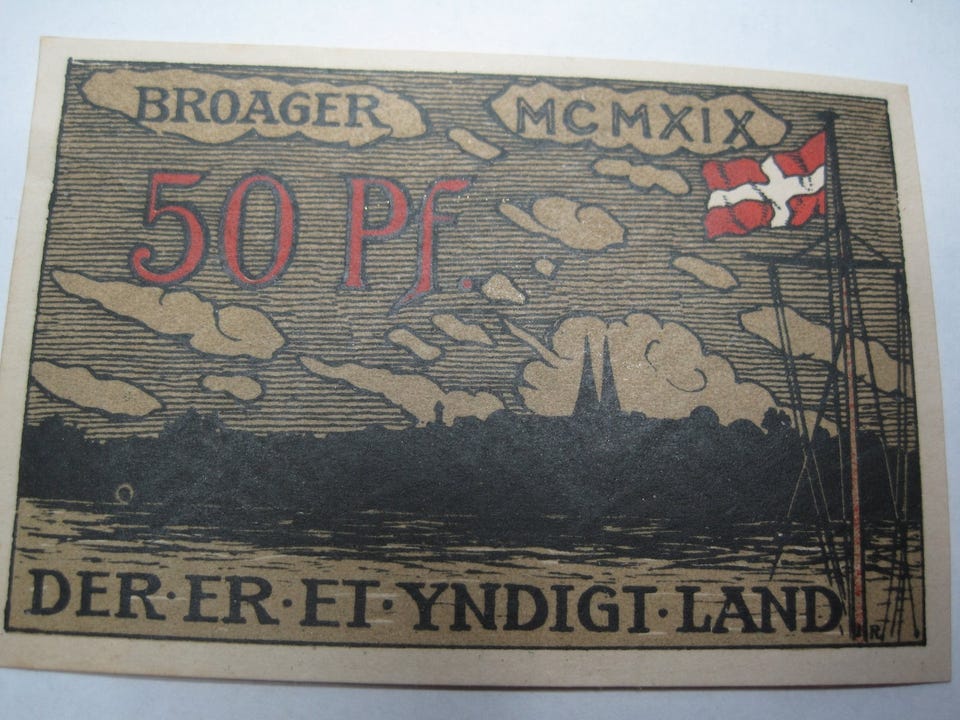 BROAGER MCMXIX
50 Pf.
DER·ER·ET·YNDIGT·LAND